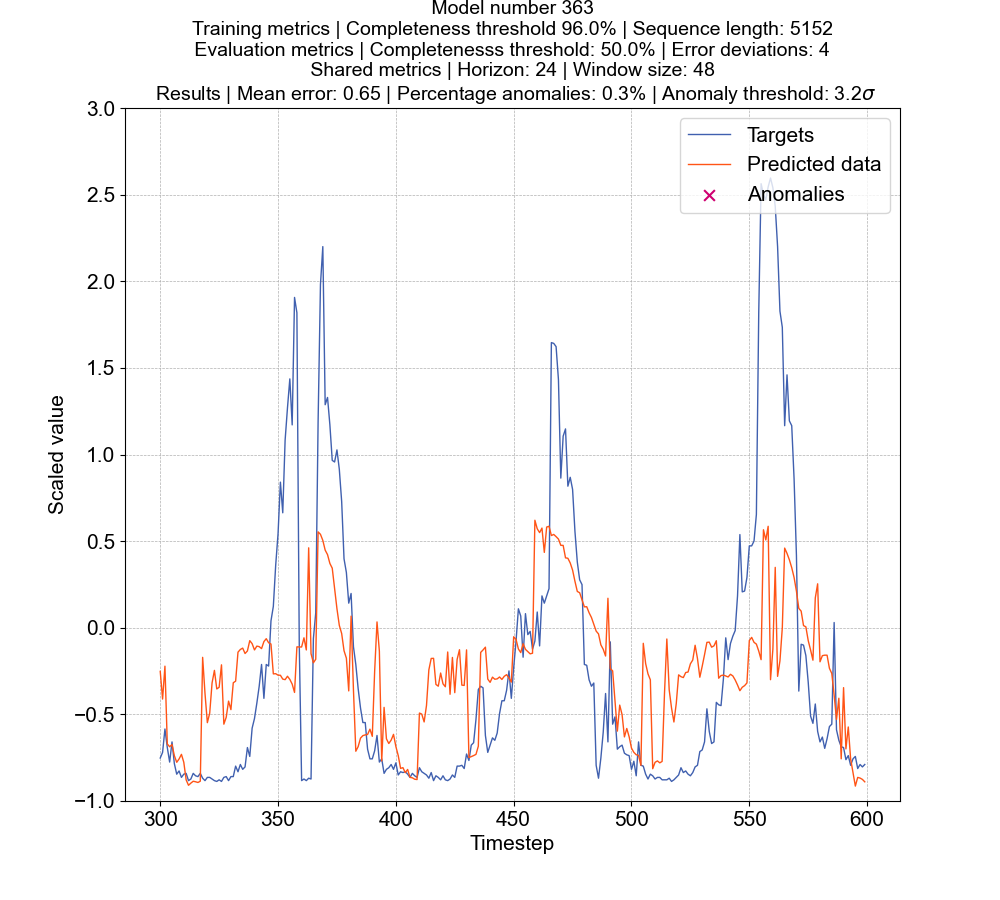 Model number 363
Training metrics | Completeness threshold 96.0% | Sequence length: 5152
Evaluation metrics | Completenesss threshold: 50.0% | Error deviations: 4
Shared metrics | Horizon: 24 | Window size: 48
Results | Mean error: 0.65 | Percentage anomalies: 0.3% | Anomaly threshold: 3.2σ
Targets
Predicted data
Anomalies
3.0
2.5
2.0
1.5
1.0
0.5
0.0
−0.5
−1.0
Scaled value
300
350
400
450
500
550
600
Timestep